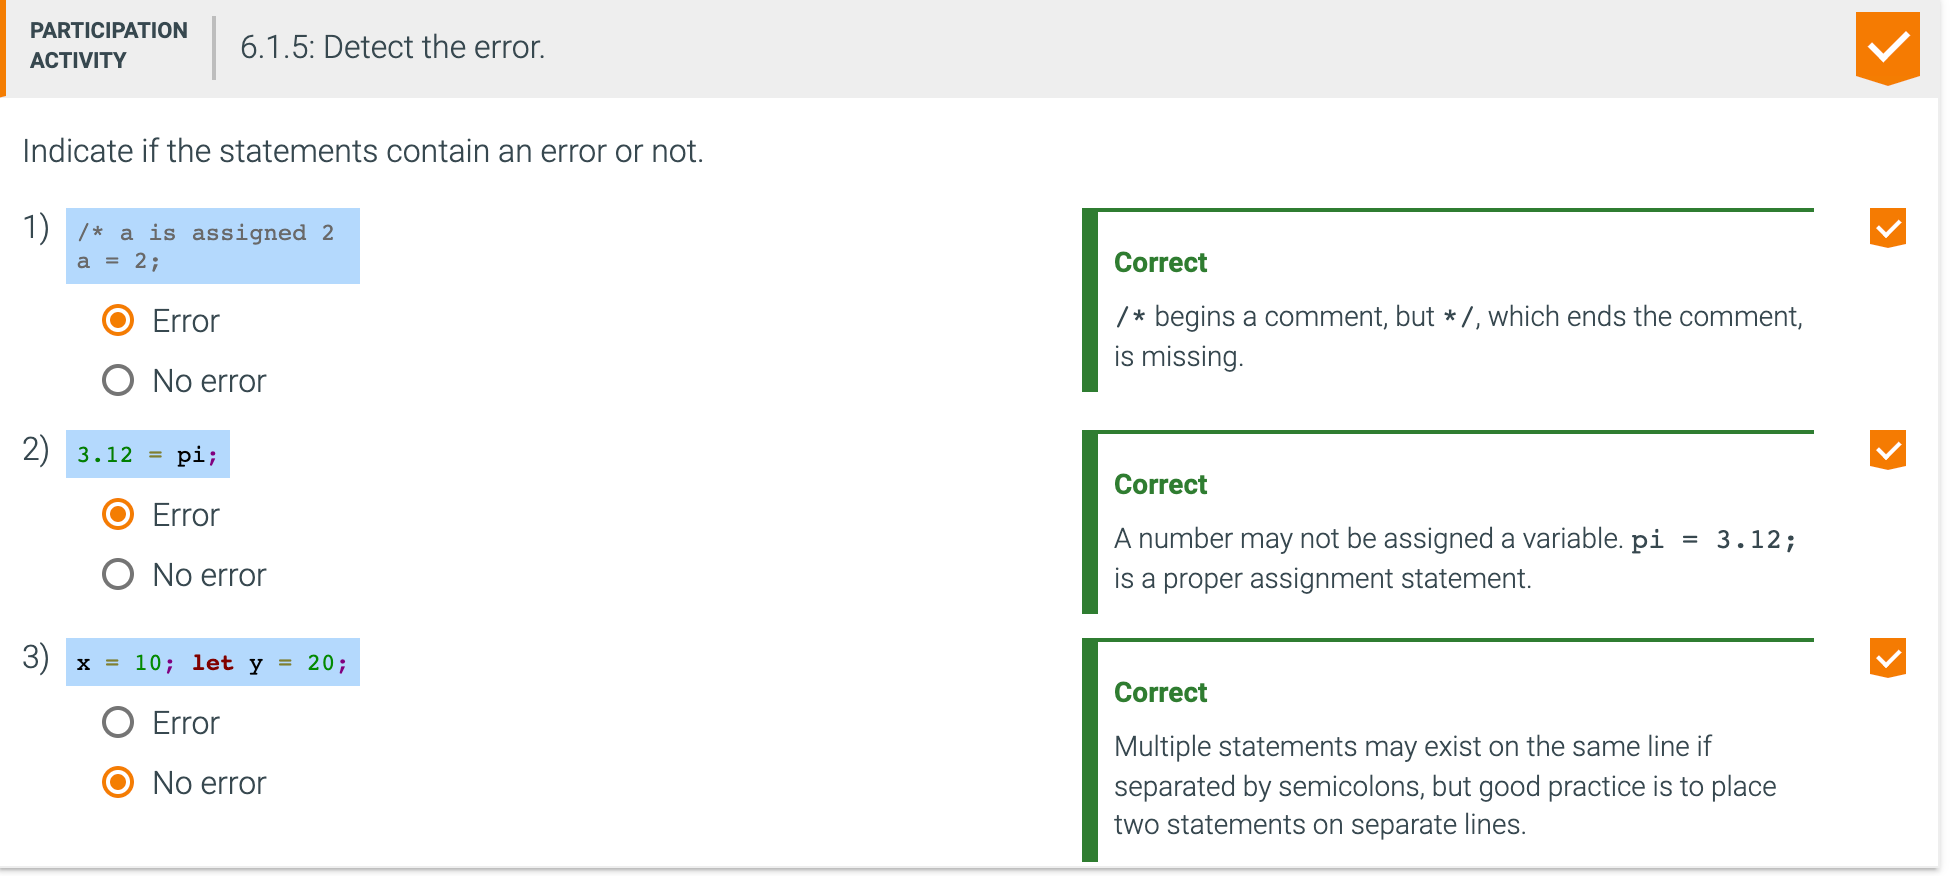 PARTICIPATION
ACTIVITY
6.1.5: Detect the error.
Indicate if the statements contain an error or not.
1)
/* a is assigned 2
a = 2;
Error
No error
Correct
/* begins a comment, but */, which ends the comment,
is missing.
2)
3.12 = pi;
Error
No error
Correct
A number may not be assigned a variable. pi = 3.12;
is a proper assignment statement.
3)
x = 10; let y = 20;
Error
No error
Correct
Multiple statements may exist on the same line if
separated by semicolons, but good practice is to place
two statements on separate lines.